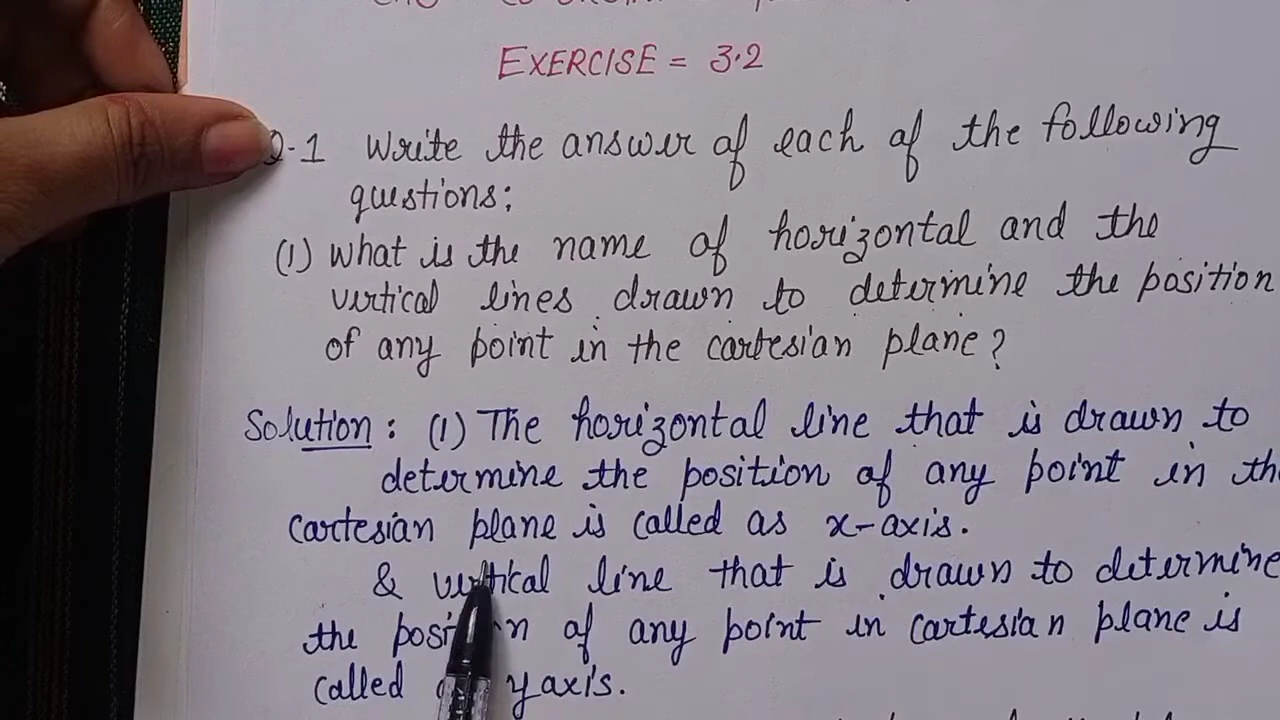 EXERCISE = 3.2
Q.1 Write the answer of each of the following
questions:
(1) What is the name of horizontal and the
vertical lines drawn to determine the position
of any point in the cartesian plane?
Solution: (1) The horizontal line that is drawn to
determine the position of any point in the
cartesian plane is called as x-axis.
& vertical line that is drawn to determine
the position of any point in cartesian plane is
called y axis.